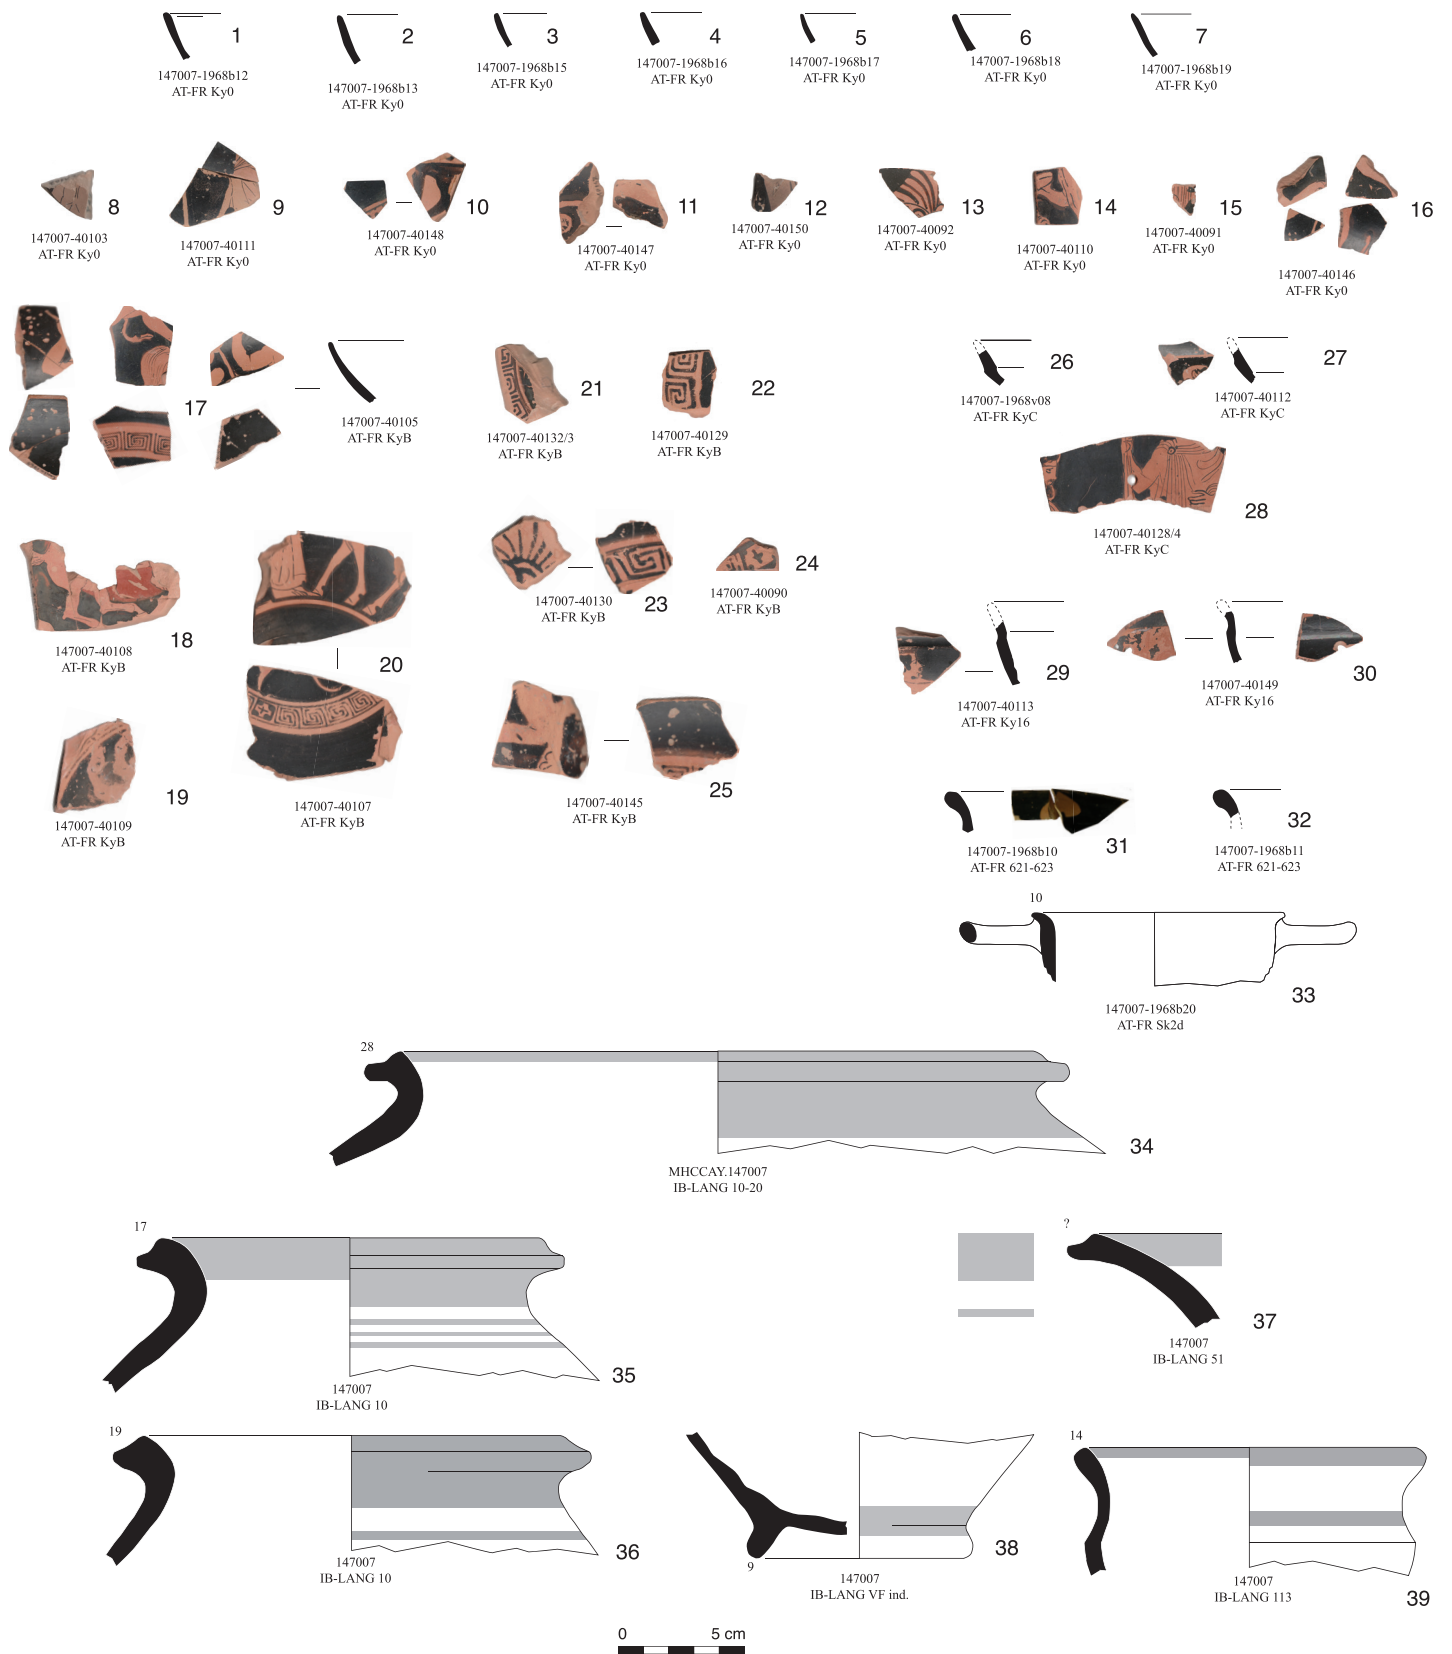 1
147007-1968b12
AT-FR Ky0
2
147007-1968b13
AT-FR Ky0
3
147007-1968b15
AT-FR Ky0
4
147007-1968b16
AT-FR Ky0
5
147007-1968b17
AT-FR Ky0
6
147007-1968b18
AT-FR Ky0
7
147007-1968b19
AT-FR Ky0
8
147007-40103
AT-FR Ky0
9
147007-40111
AT-FR Ky0
10
147007-40148
AT-FR Ky0
11
147007-40147
AT-FR Ky0
12
147007-40150
AT-FR Ky0
13
147007-40092
AT-FR Ky0
14
147007-40110
AT-FR Ky0
15
147007-40091
AT-FR Ky0
16
147007-40146
AT-FR Ky0
17
147007-40105
AT-FR KyB
21
147007-40132/3
AT-FR KyB
22
147007-40129
AT-FR KyB
26
147007-1968v08
AT-FR KyC
27
147007-40112
AT-FR KyC
28
147007-40128/4
AT-FR KyC
18
147007-40108
AT-FR KyB
20
147007-40107
AT-FR KyB
23
147007-40130
AT-FR KyB
24
147007-40090
AT-FR KyB
19
147007-40109
AT-FR KyB
25
147007-40145
AT-FR KyB
29
147007-40113
AT-FR Ky16
30
147007-40149
AT-FR Ky16
31
147007-1968b10
AT-FR 621-623
32
147007-1968b11
AT-FR 621-623
10
33
147007-1968b20
AT-FR Sk2d
28
34
MHCCAY.147007
IB-LANG 10-20
17
35
147007
IB-LANG 10
?
37
147007
IB-LANG 51
19
36
147007
IB-LANG 10
9
38
147007
IB-LANG VF ind.
14
39
147007
IB-LANG 113
0 5 cm